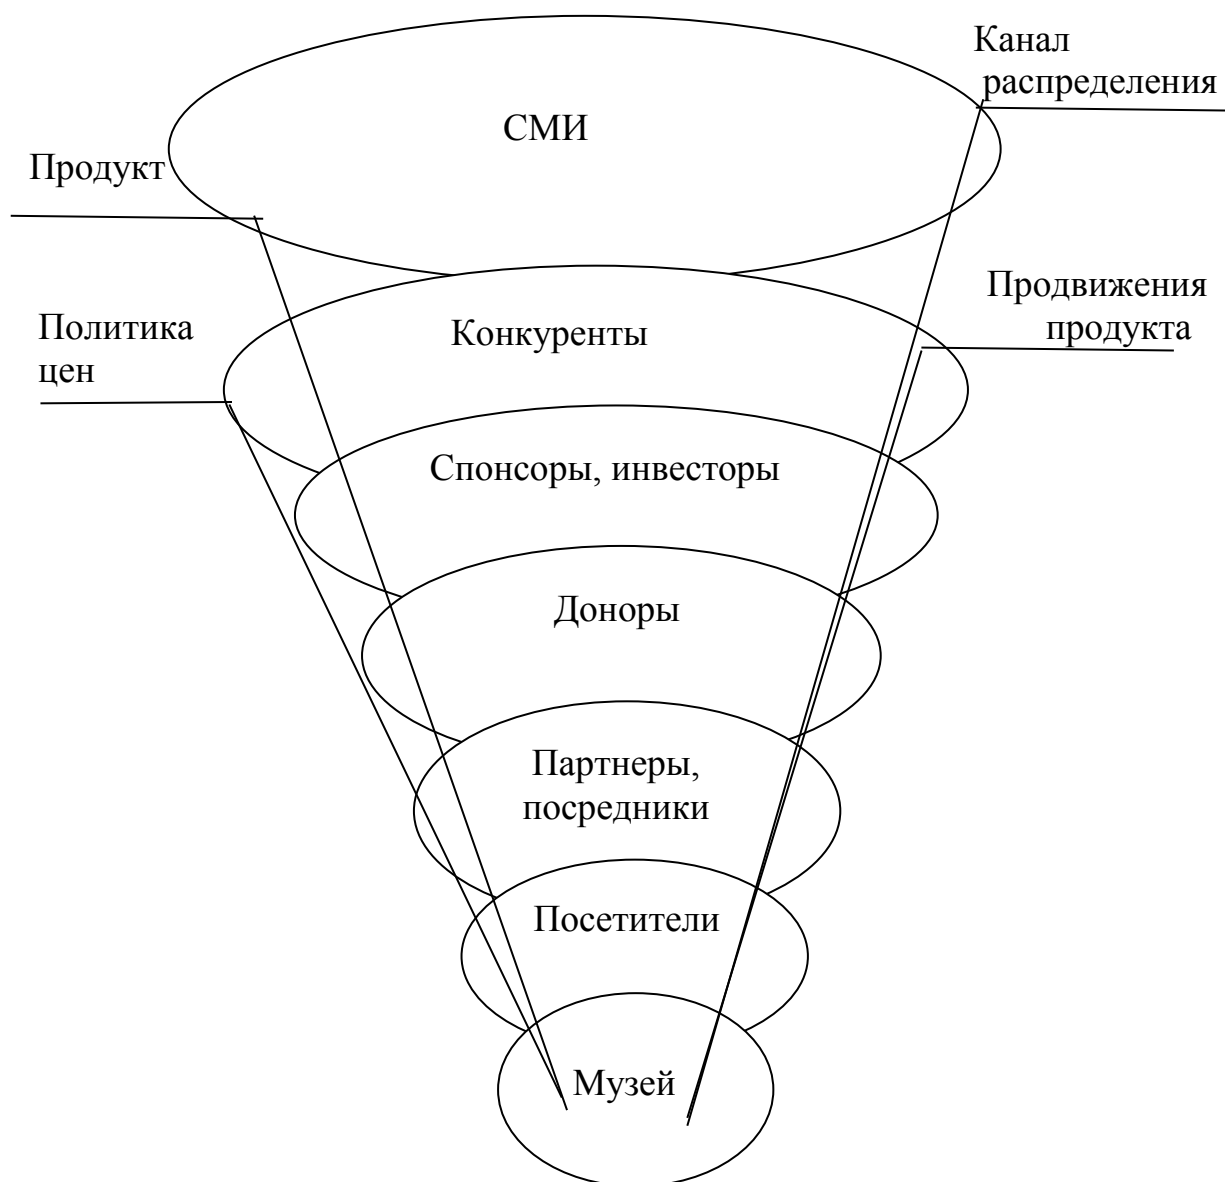 Канал
распределения
СМИ
Продукт
Продвижения
продукта
Политика
цен
Конкуренты
Спонсоры, инвесторы
Доноры
Партнеры,
посредники
Посетители
Музей